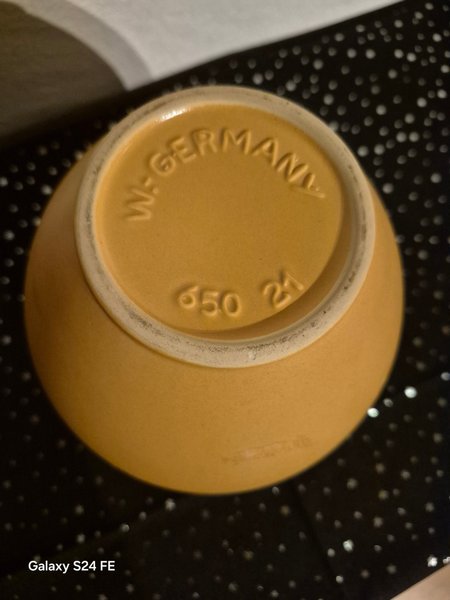 W.-GERMANY
650 21
Galaxy S24 FE